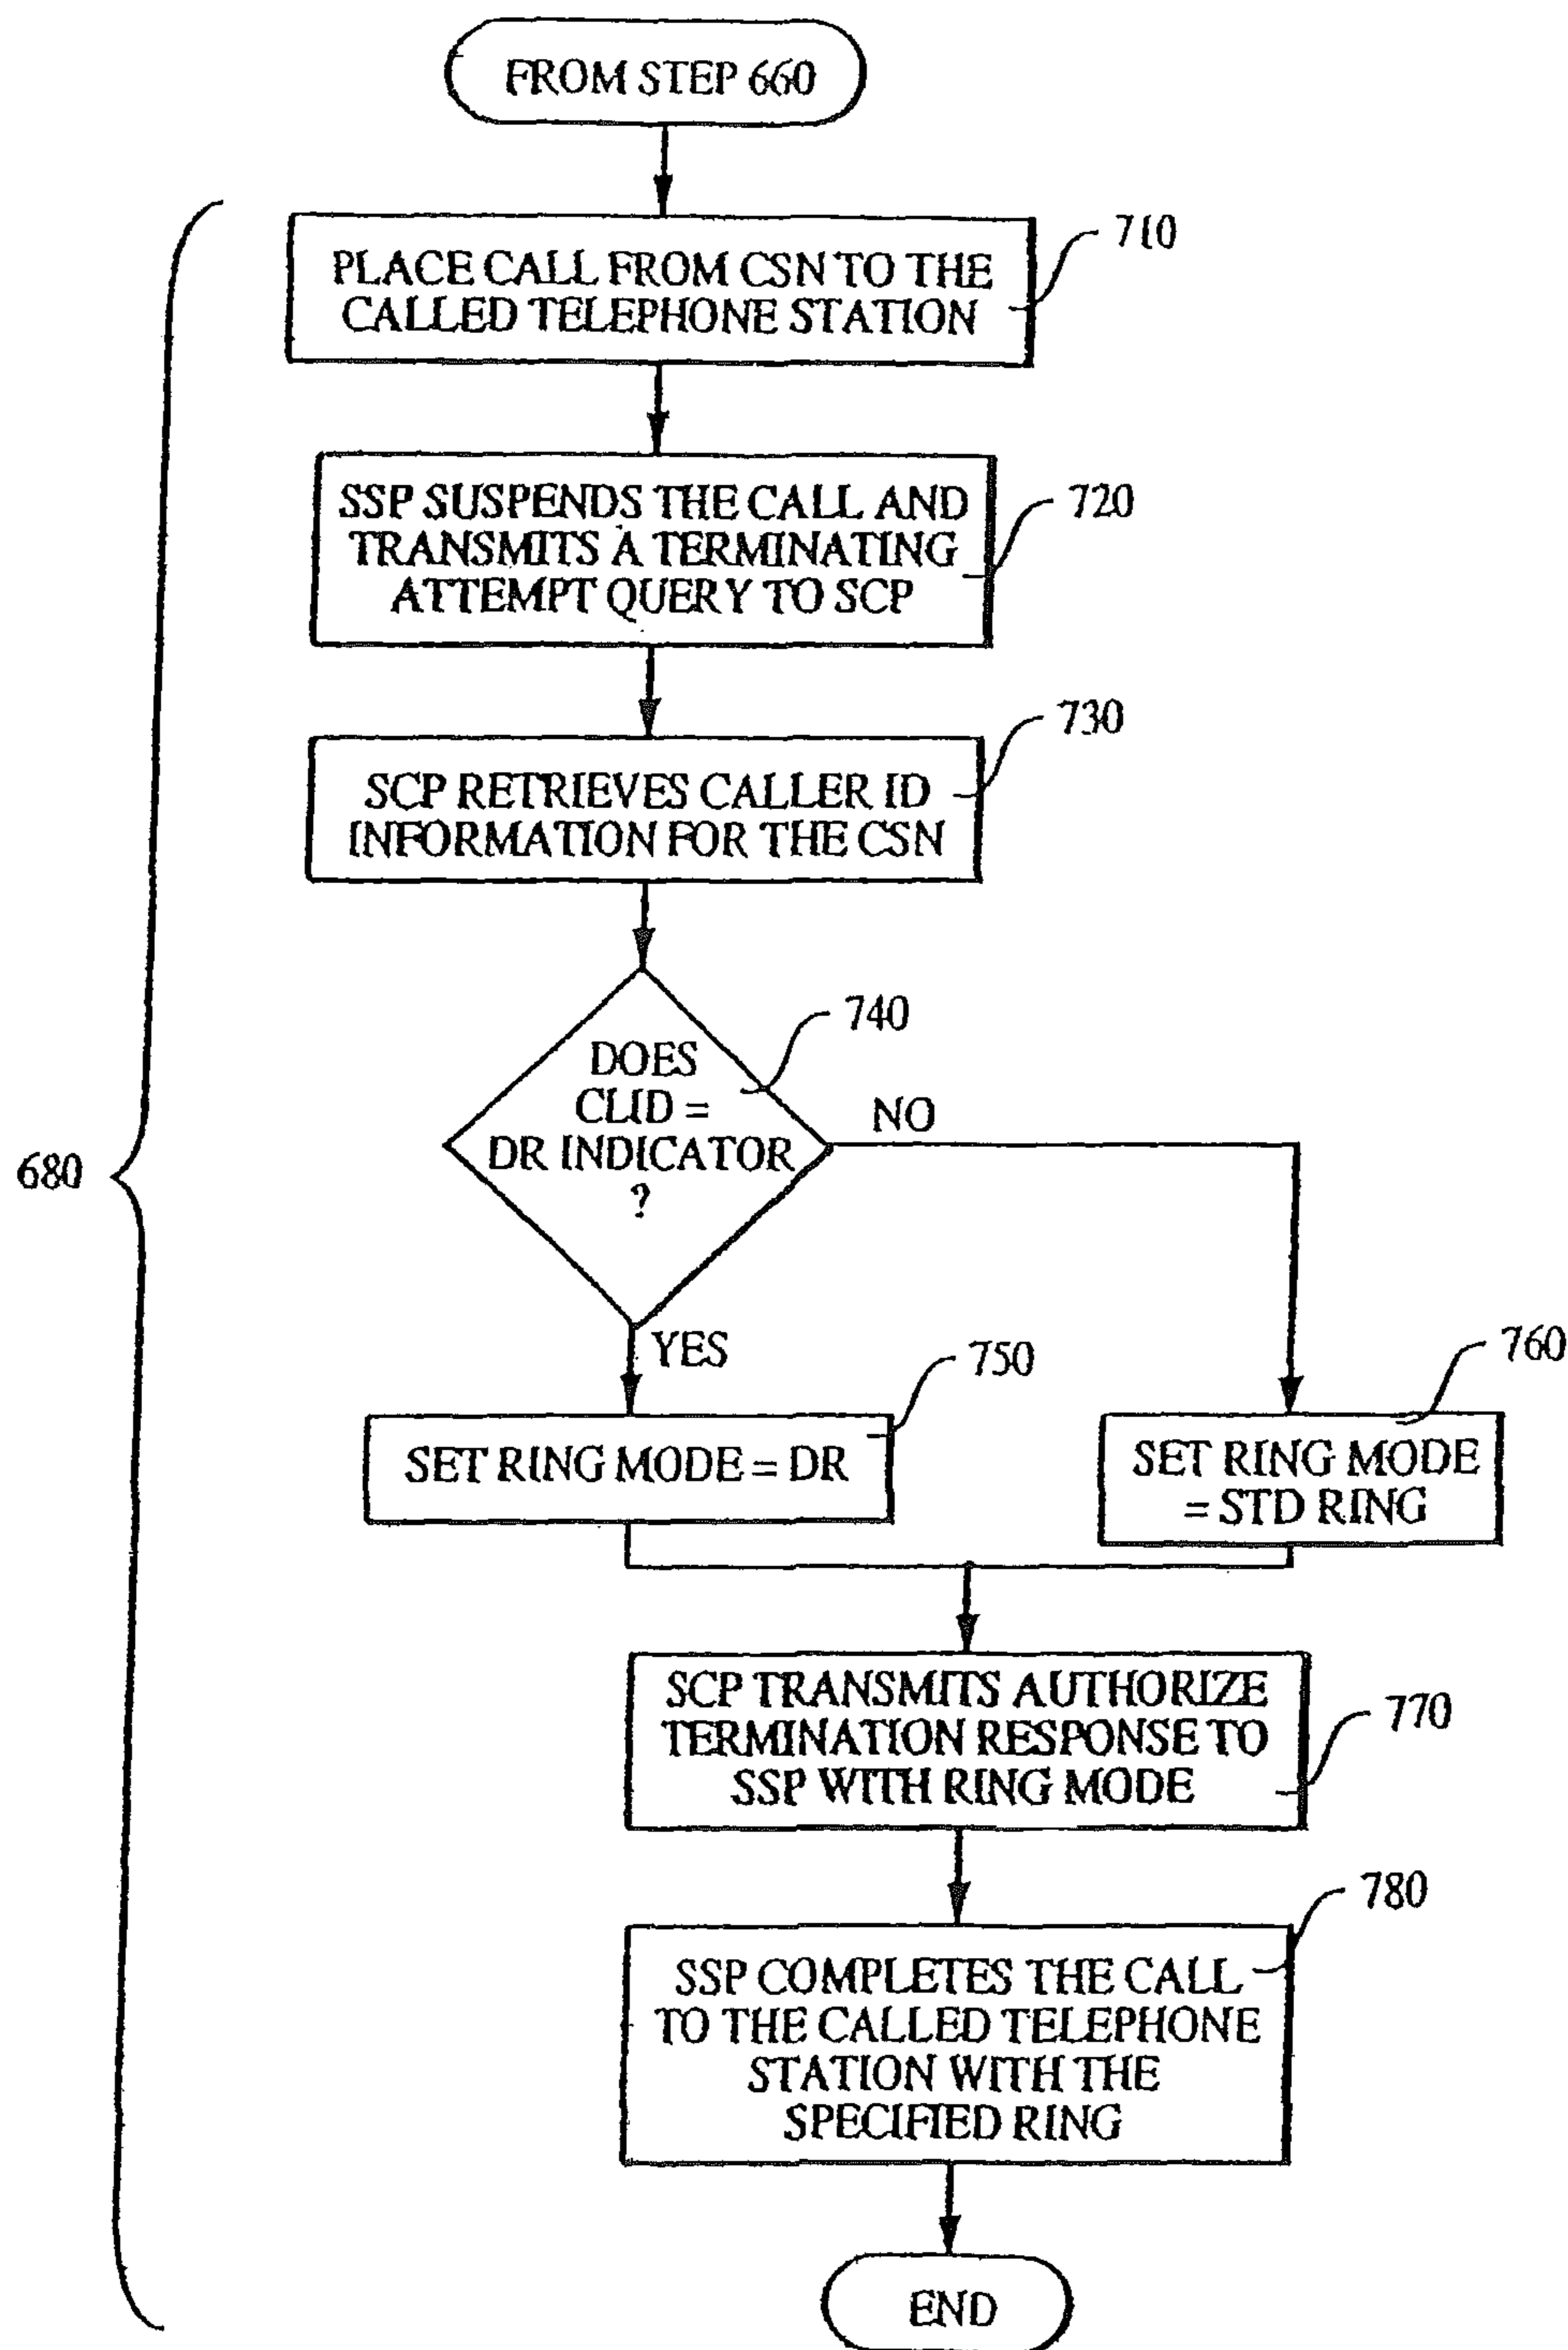 FROM STEP 660
710
PLACE CALL FROM CSN TO THE
CALLED TELEPHONE STATION
720
SSP SUSPENDS THE CALL AND
TRANSMITS A TERMINATING
ATTEMPT QUERY TO SCP
730
SCP RETRIEVES CALLER ID
INFORMATION FOR THE CSN
740
DOES
CLID =
DR INDICATOR
?
NO
680
YES
750
760
SET RING MODE = DR
SET RING MODE
= STD RING
SCP TRANSMITS AUTHORIZE
TERMINATION RESPONSE TO
SSP WITH RING MODE
770
780
SSP COMPLETES THE CALL
TO THE CALLED TELEPHONE
STATION WITH THE
SPECIFIED RING
END